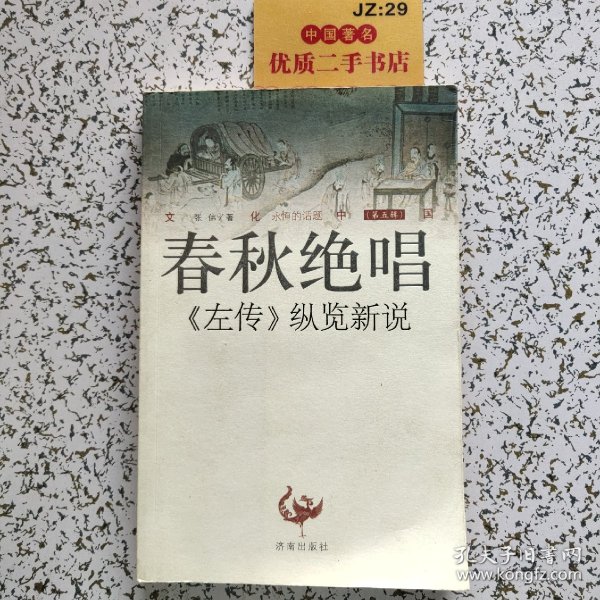 JZ:29
中国著名
优质二手书店
文 张伟/著 化 永恒的话题 中 (第五辑) 国
春秋绝唱
《左传》纵览新说
济南出版社
孔夫子旧书网
www.kongfz.com